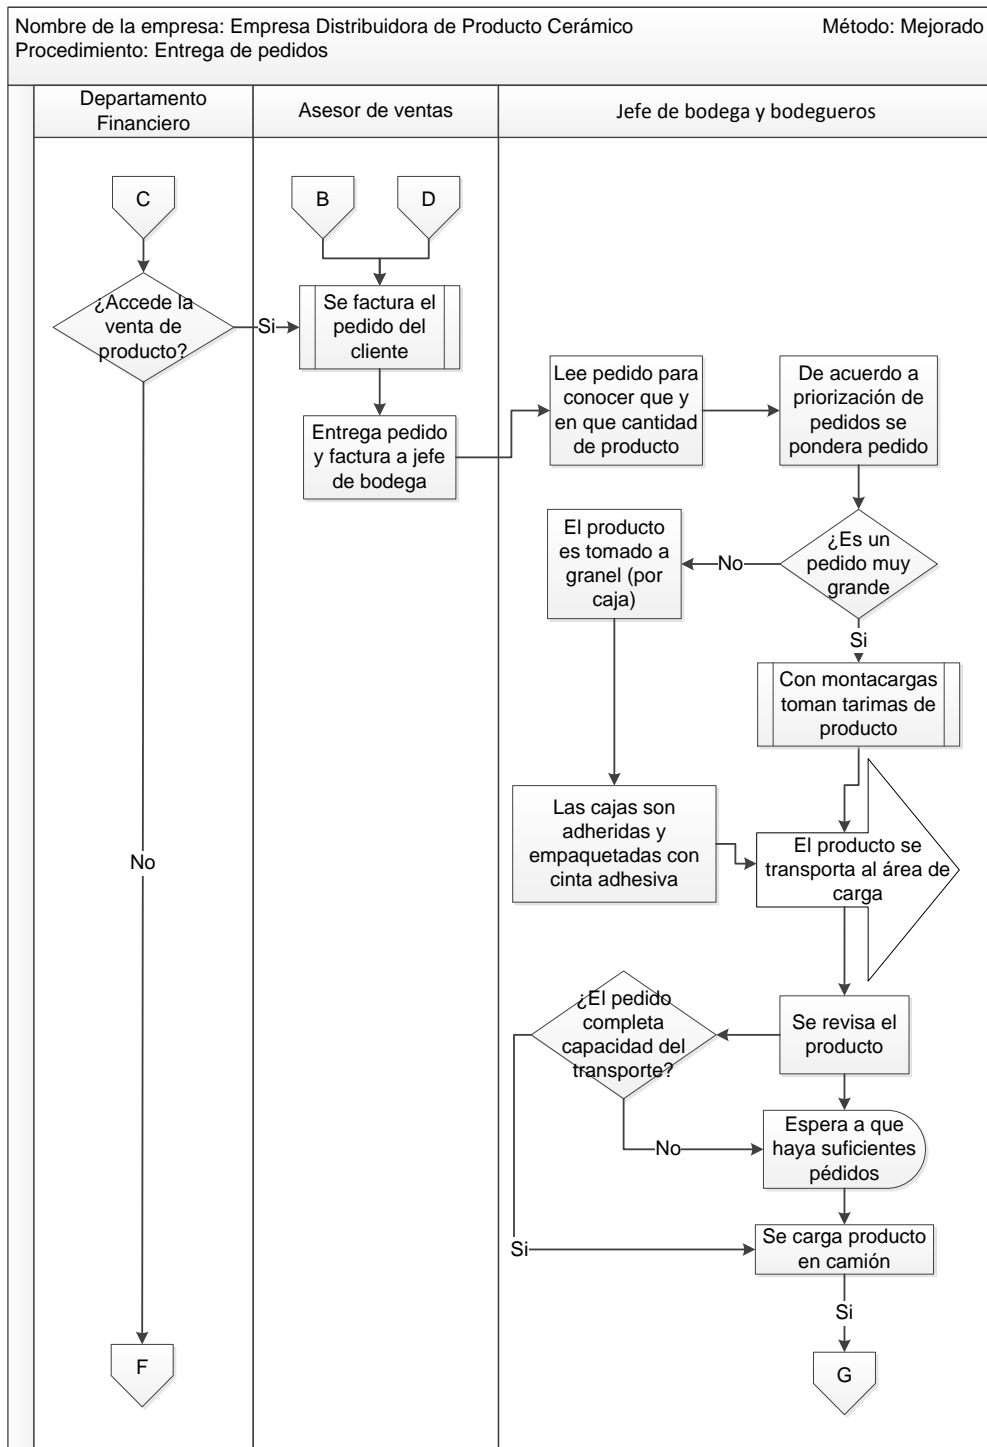 Nombre de la empresa: Empresa Distribuidora de Producto Cerámico
Método: Mejorado
Procedimiento: Entrega de pedidos
Departamento
Financiero
Asesor de ventas
Jefe de bodega y bodegueros
C
B
D
¿Accede la
venta de
producto?
Si
Se factura el
pedido del
cliente
Entrega pedido
y factura a jefe
de bodega
Lee pedido para
conocer que y
en que cantidad
de producto
De acuerdo a
priorización de
pedidos se
pondera pedido
¿Es un
pedido muy
grande
No
El producto
es tomado a
granel (por
caja)
Si
Con montacargas
toman tarimas de
producto
Las cajas son
adheridas y
empaquetadas con
cinta adhesiva
El producto se
transporta al área de
carga
No
Se revisa el
producto
¿El pedido
completa
capacidad del
transporte?
No
Espera a que
haya suficientes
pédidos
Si
Se carga producto
en camión
Si
F
G